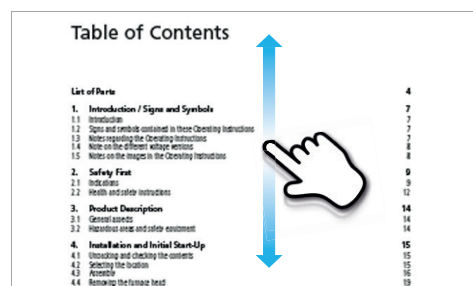 Table of Contents
List of Parts 4
1. Introduction / Signs and Symbols 7
1.1 Introduction 7
1.2 Signs and symbols contained in these Operating Instructions 7
1.3 Notes regarding the Operating Instructions 7
1.4 Note on the different voltage versions 8
1.5 Notes on the images in the Operating Instructions 8
2. Safety First 9
2.1 Indications 9
2.2 Health and safety instructions 12
3. Product Description 14
3.1 General aspects 14
3.2 Hazardous areas and safety equipment 14
4. Installation and Initial Start-Up 15
4.1 Unpacking and checking the contents 15
4.2 Selecting the location 15
4.3 Assembly 16
4.4 Removing the furnace head 19